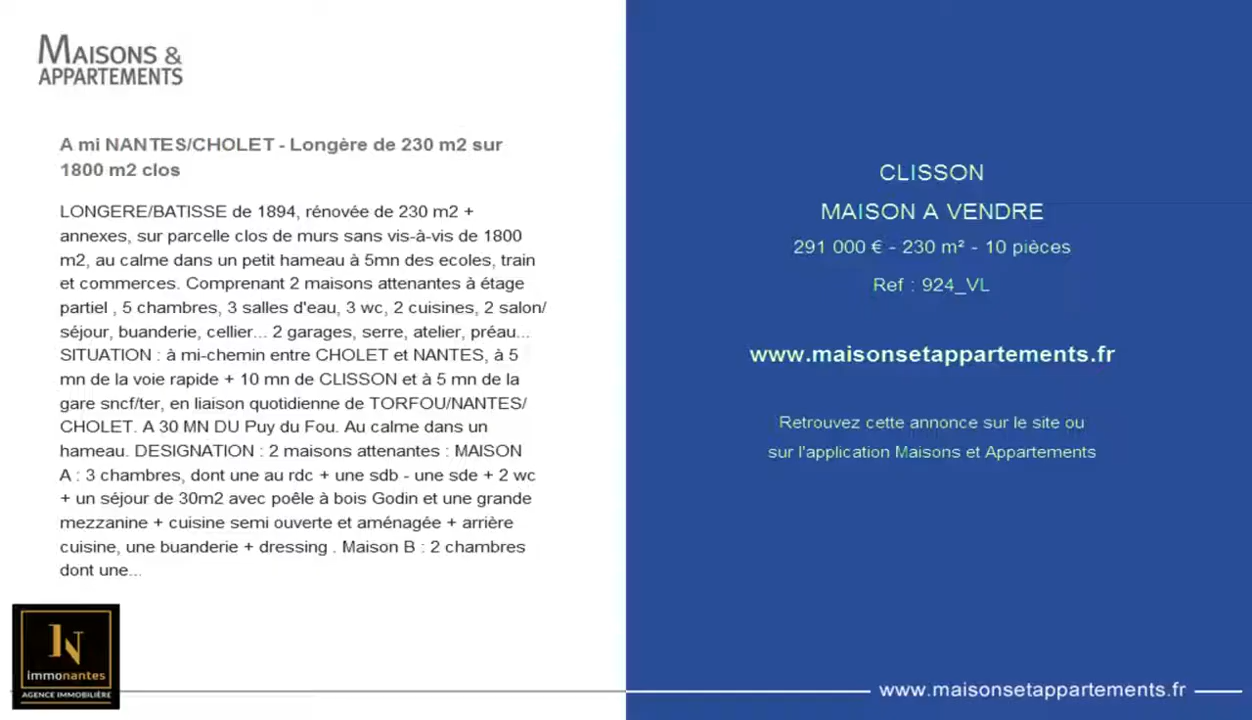 MAISONS &
APPARTEMENTS
A mi NANTES/CHOLET - Longère de 230 m2 sur
1800 m2 clos
LONGERE/BATISSE de 1894, rénovée de 230 m2 +
annexes, sur parcelle clos de murs sans vis-à-vis de 1800
m2, au calme dans un petit hameau à 5mn des ecoles, train
et commerces. Comprenant 2 maisons attenantes à étage
partiel , 5 chambres, 3 salles d'eau, 3 wc, 2 cuisines, 2 salon/
séjour, buanderie, cellier... 2 garages, serre, atelier, préau...
SITUATION : à mi-chemin entre CHOLET et NANTES, à 5
mn de la voie rapide + 10 mn de CLISSON et à 5 mn de la
gare sncf/ter, en liaison quotidienne de TORFOU/NANTES/
CHOLET. A 30 MN DU Puy du Fou. Au calme dans un
hameau. DESIGNATION : 2 maisons attenantes : MAISON
A : 3 chambres, dont une au rdc + une sdb - une sde + 2 wc
+ un séjour de 30m2 avec poêle à bois Godin et une grande
mezzanine + cuisine semi ouverte et aménagée + arrière
cuisine, une buanderie + dressing . Maison B : 2 chambres
dont une...
IN
immonantes
AGENCE IMMOBILIÈRE
CLISSON
MAISON A VENDRE
291 000 € - 230 m² - 10 pièces
Ref : 924_VL
www.maisonsetappartements.fr
Retrouvez cette annonce sur le site ou
sur l'application Maisons et Appartements
www.maisonsetappartements.fr